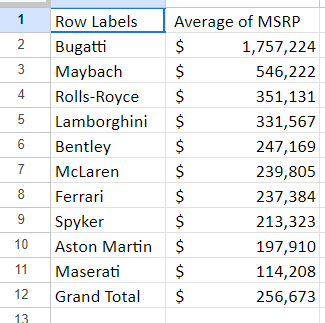 1 Row Labels Average of MSRP
2 Bugatti $ 1,757,224
3 Maybach $ 546,222
4 Rolls-Royce $ 351,131
5 Lamborghini $ 331,567
6 Bentley $ 247,169
7 McLaren $ 239,805
8 Ferrari $ 237,384
9 Spyker $ 213,323
10 Aston Martin $ 197,910
11 Maserati $ 114,208
12 Grand Total $ 256,673
13